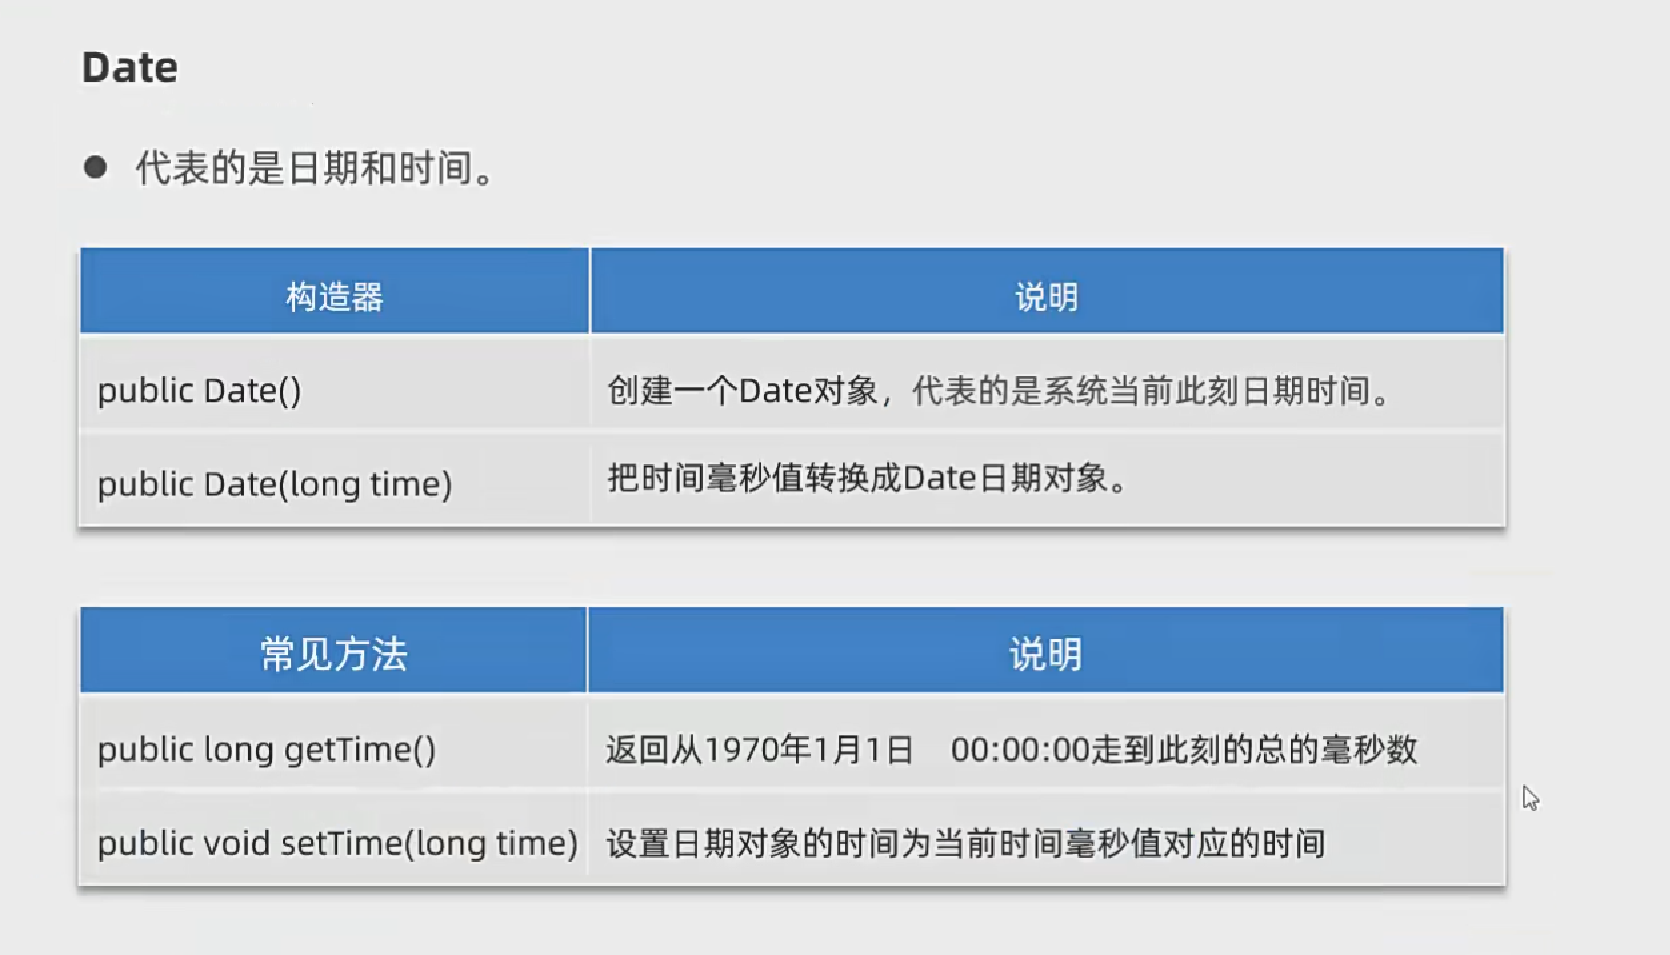 Date
● 代表的是日期和时间。
构造器 说明
public Date() 创建一个Date对象，代表的是系统当前此刻日期时间。
public Date(long time) 把时间毫秒值转换成Date日期对象。
常见方法 说明
public long getTime() 返回从1970年1月1日 00:00:00走到此刻的总的毫秒数
public void setTime(long time) 设置日期对象的时间为当前时间毫秒值对应的时间